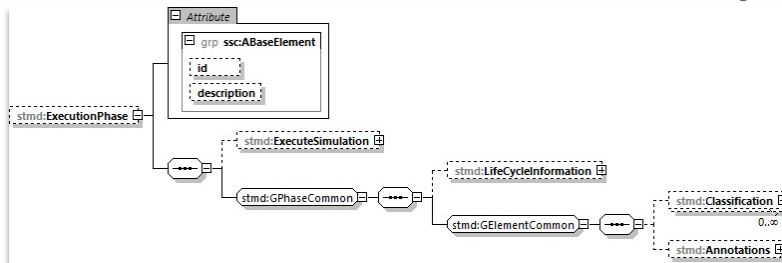 Attribute
grp ssc:ABaseElement
id
description
stmd:ExecutionPhase
stmd:ExecuteSimulation
stmd:GPhaseCommon
stmd:LifeCycleInformation
stmd:GElementCommon
stmd:Classification
0..∞
stmd:Annotations